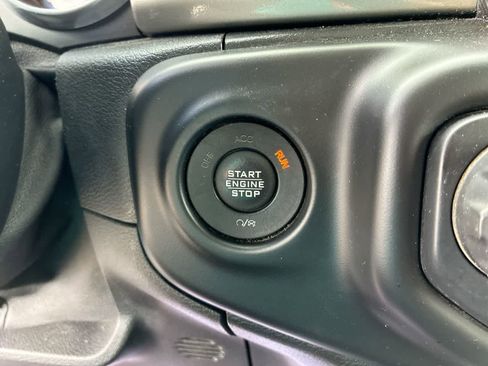 ACC
OFF
RUN
START
ENGINE
STOP